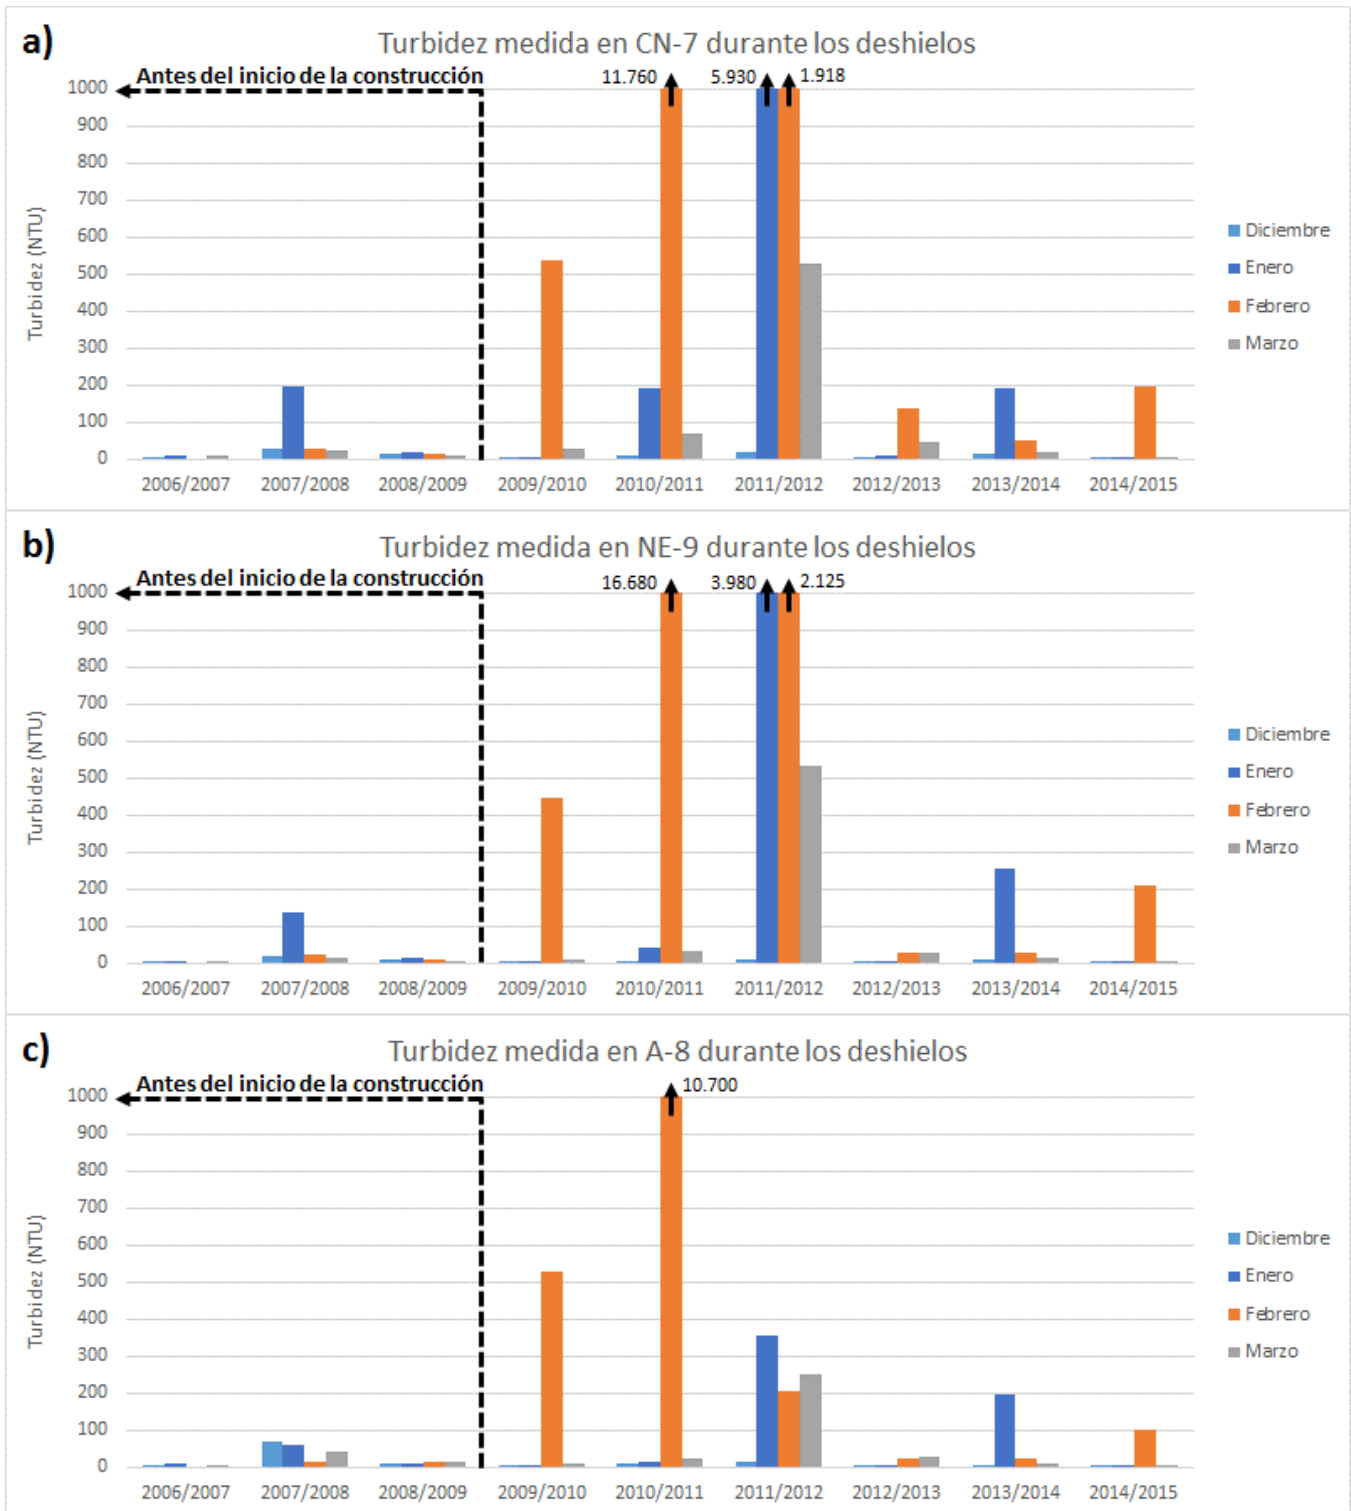 a)
Turbidez medida en CN-7 durante los deshielos
Antes del inicio de la construcción
11.760
5.930
1.918
1000
900
800
700
600
500
400
300
200
100
0
Turbidez (NTU)
2006/2007 2007/2008 2008/2009 2009/2010 2010/2011 2011/2012 2012/2013 2013/2014 2014/2015
Diciembre
Enero
Febrero
Marzo
b)
Turbidez medida en NE-9 durante los deshielos
Antes del inicio de la construcción
16.680
3.980
2.125
1000
900
800
700
600
500
400
300
200
100
0
Turbidez (NTU)
2006/2007 2007/2008 2008/2009 2009/2010 2010/2011 2011/2012 2012/2013 2013/2014 2014/2015
Diciembre
Enero
Febrero
Marzo
c)
Turbidez medida en A-8 durante los deshielos
Antes del inicio de la construcción
10.700
1000
900
800
700
600
500
400
300
200
100
0
Turbidez (NTU)
2006/2007 2007/2008 2008/2009 2009/2010 2010/2011 2011/2012 2012/2013 2013/2014 2014/2015
Diciembre
Enero
Febrero
Marzo